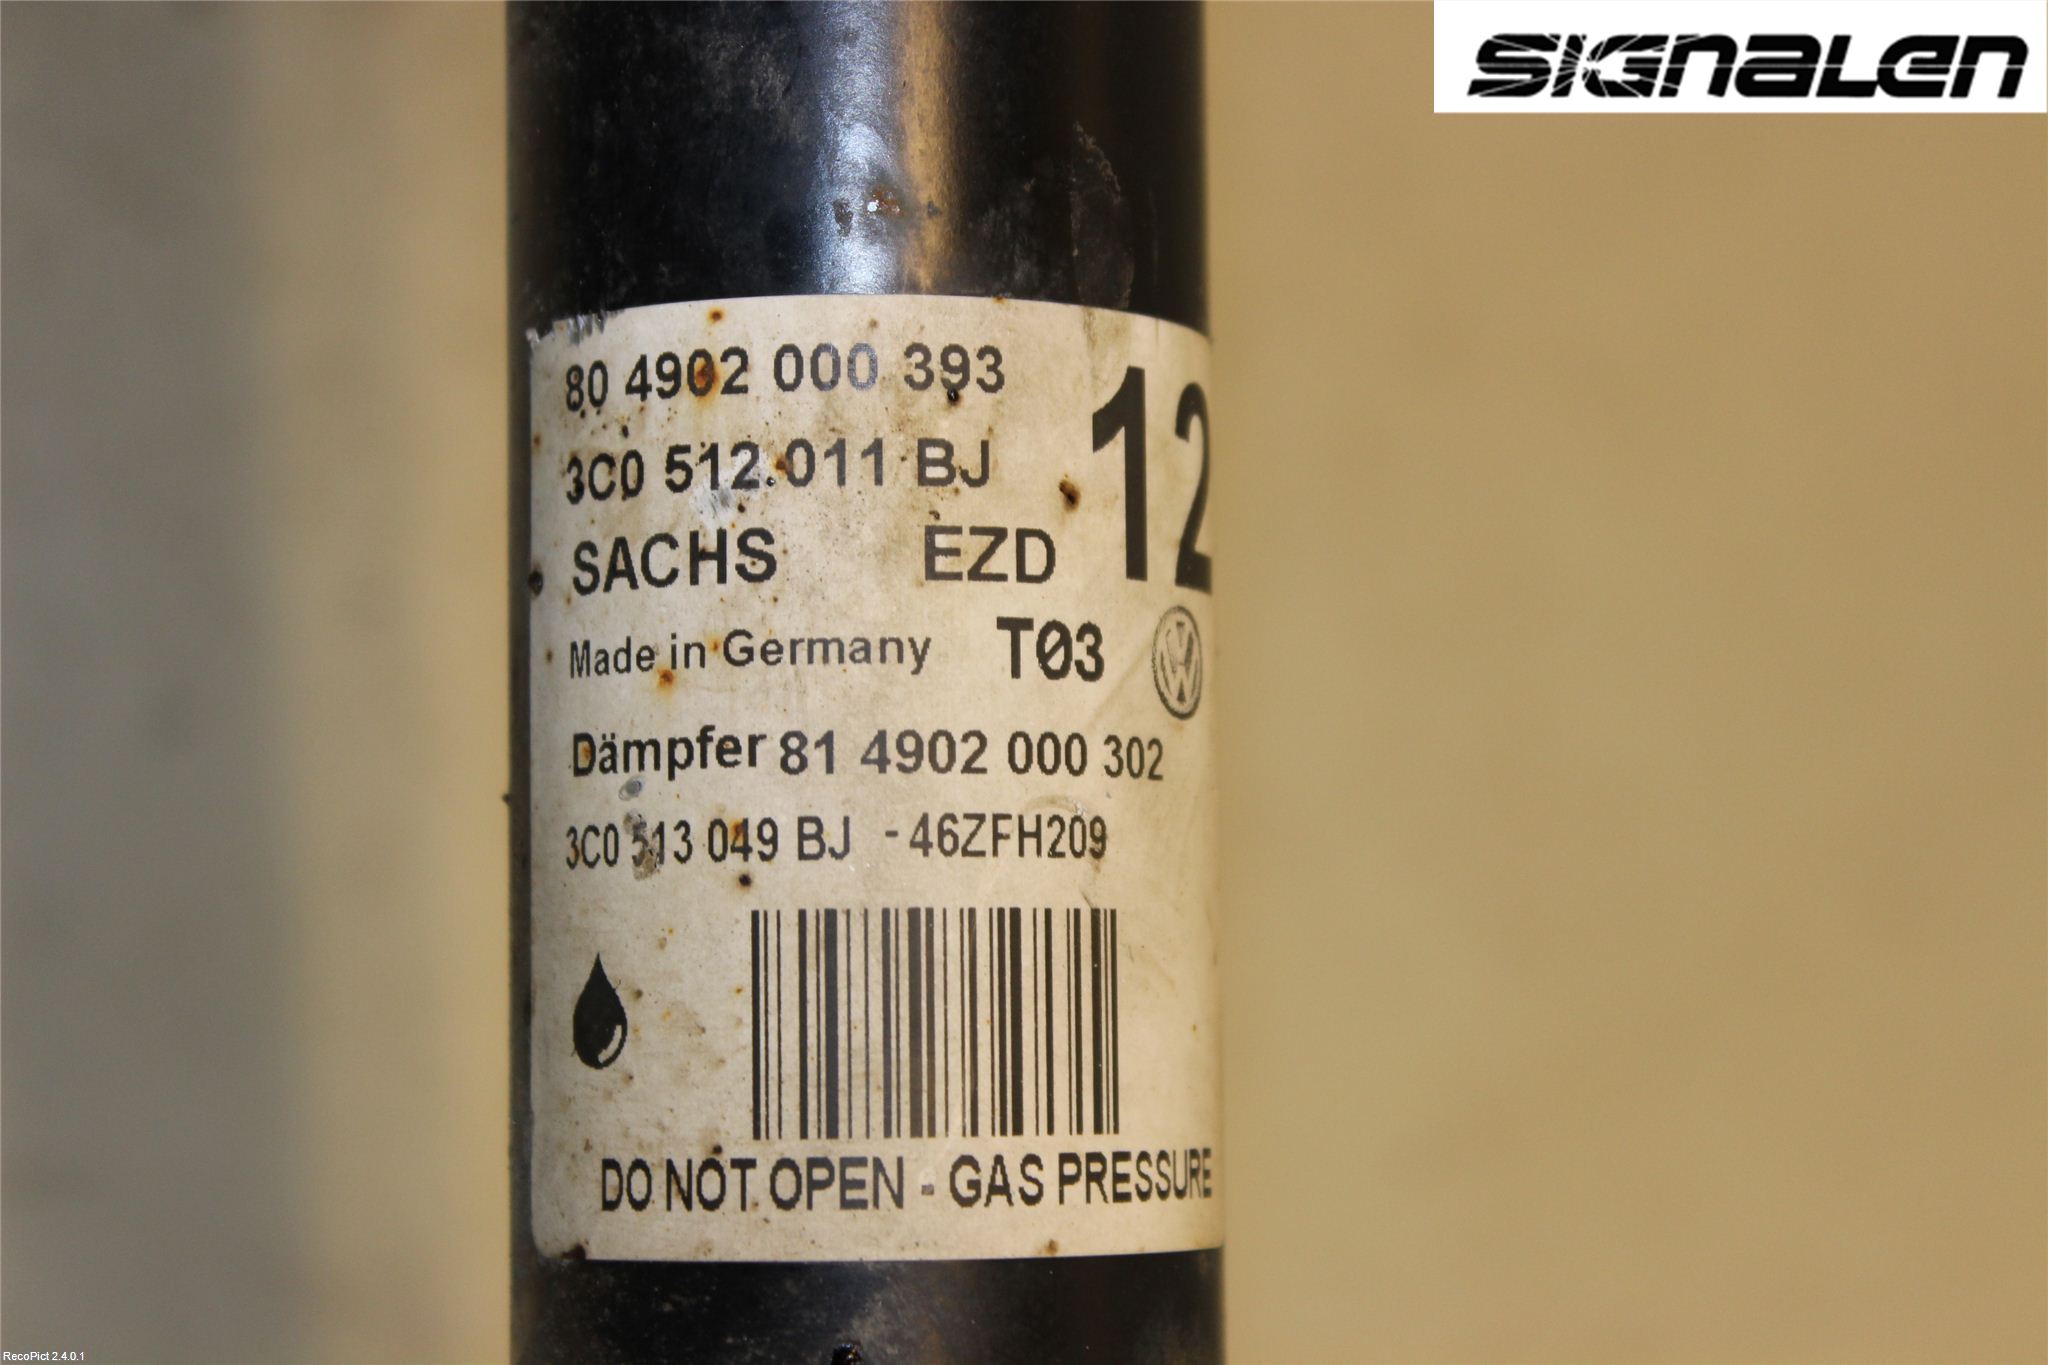 SIGNALEN
80 4902 000 393
3C0 512 011 BJ
12
SACHS EZD
Made in Germany T03
VW
Dämpfer 81 4902 000 302
3C0 513 049 BJ -46ZFH209
DO NOT OPEN - GAS PRESSURE
RecoPict 2.4.0.1